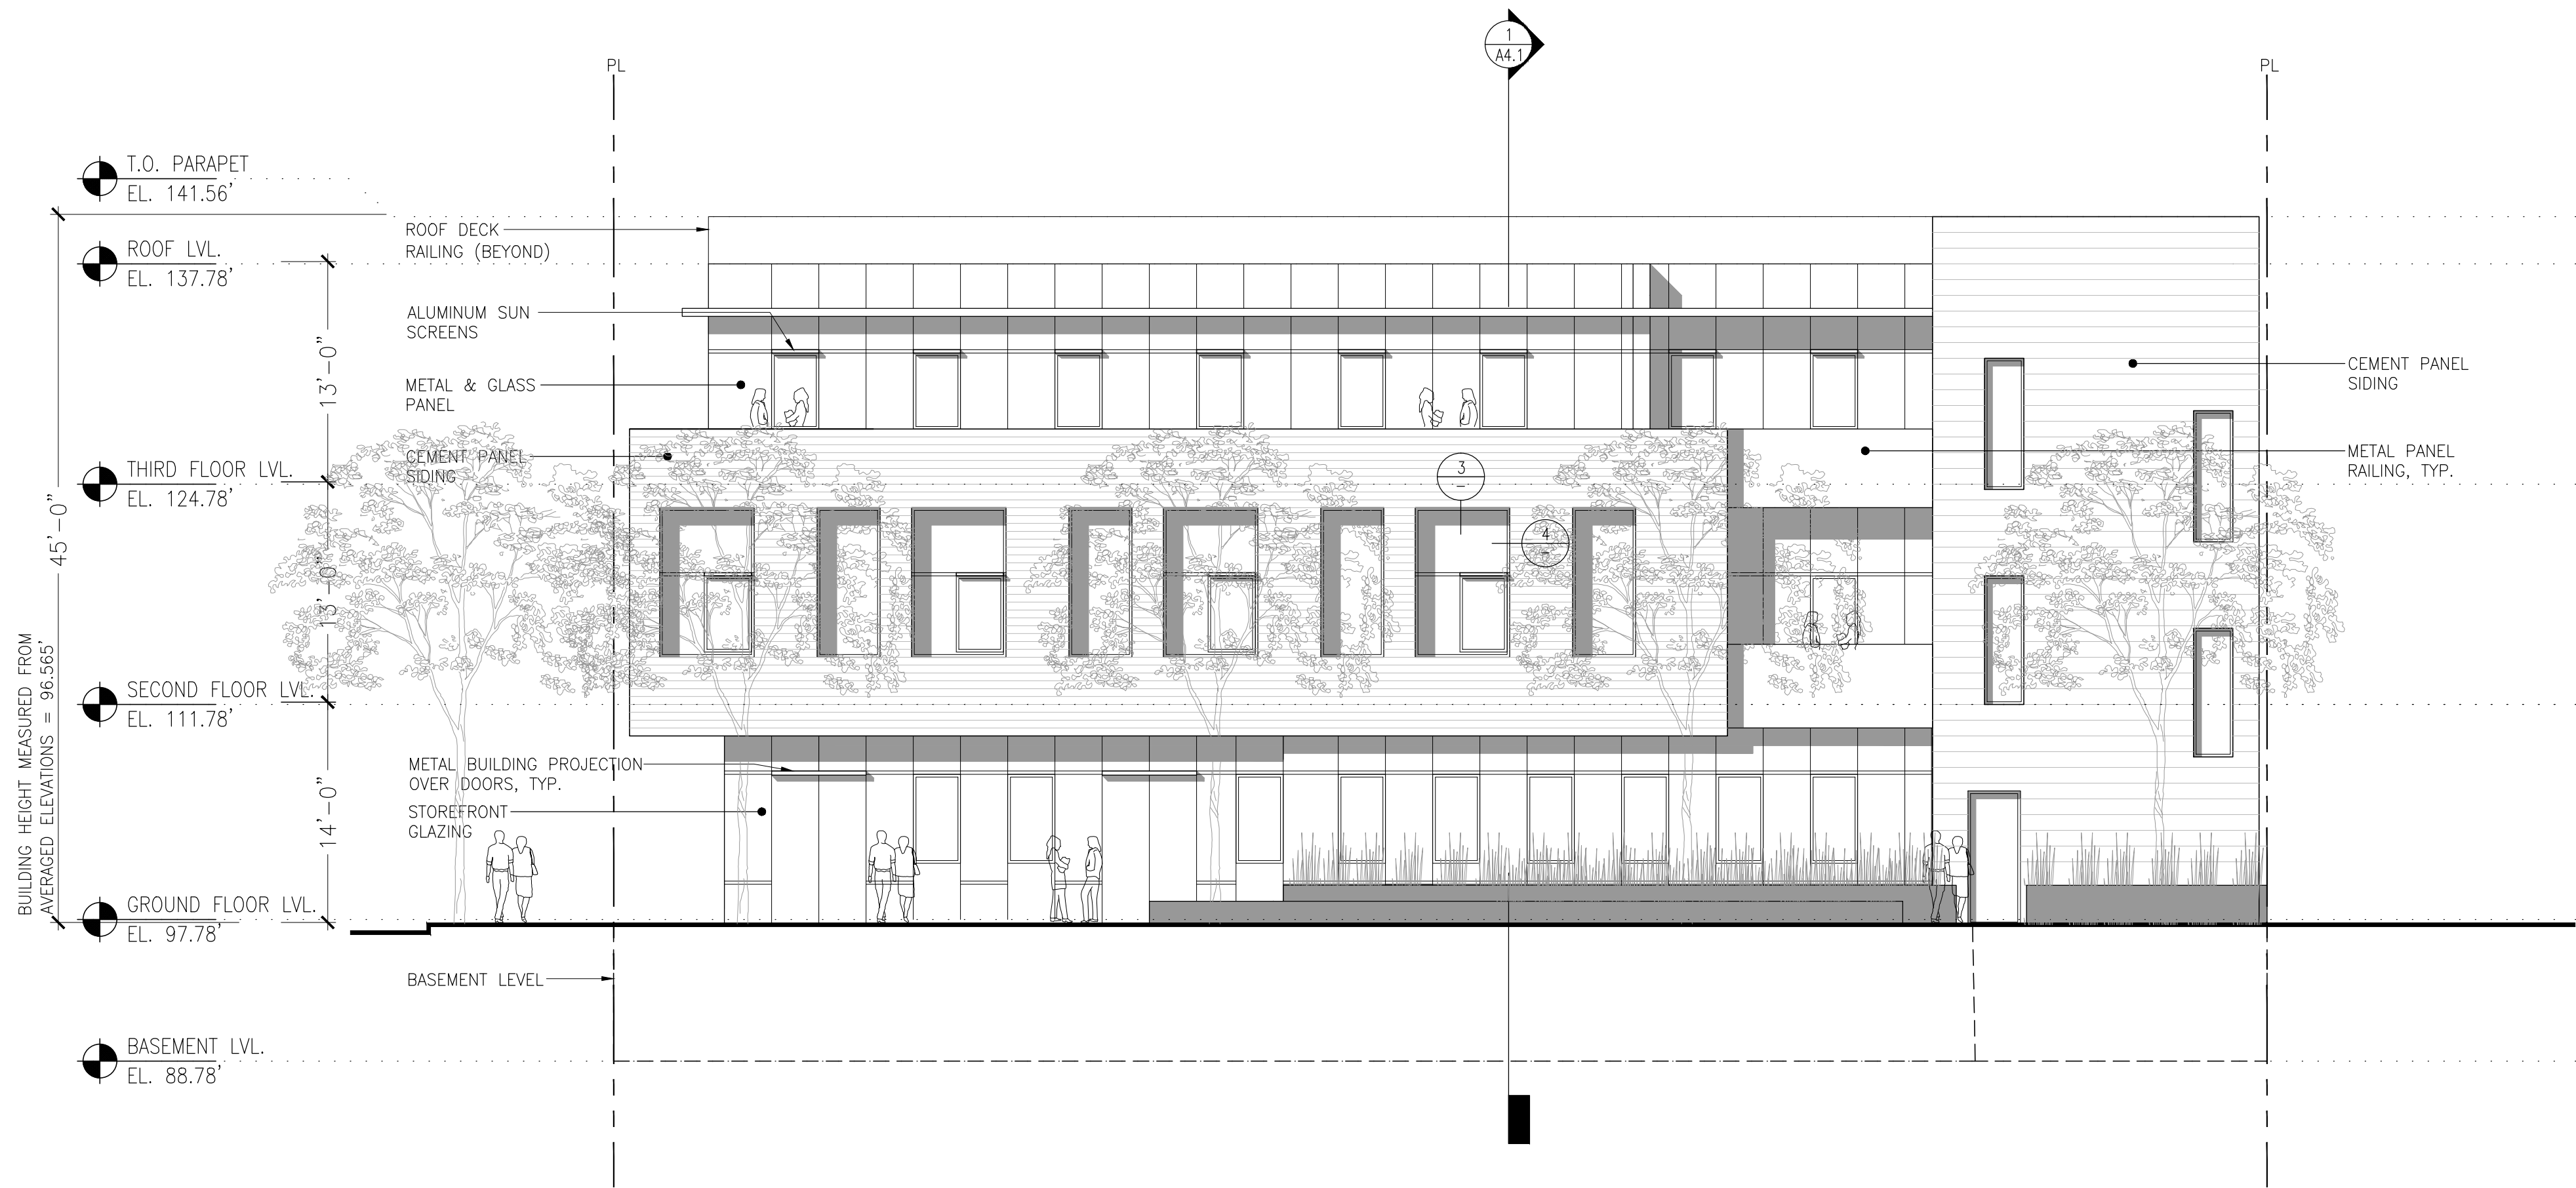 1
A4.1
PL
PL
T.O. PARAPET
EL. 141.56'
ROOF LVL.
EL. 137.78'
ROOF DECK
RAILING (BEYOND)
ALUMINUM SUN
SCREENS
13'-0"
METAL & GLASS
PANEL
CEMENT PANEL
SIDING
CEMENT PANEL
SIDING
METAL PANEL
RAILING, TYP.
THIRD FLOOR LVL.
EL. 124.78'
3
–
4
–
45'-0"
13'-0"
SECOND FLOOR LVL.
EL. 111.78'
BUILDING HEIGHT MEASURED FROM
AVERAGED ELEVATIONS = 96.565'
METAL BUILDING PROJECTION
OVER DOORS, TYP.
STOREFRONT
GLAZING
14'-0"
GROUND FLOOR LVL.
EL. 97.78'
BASEMENT LEVEL
BASEMENT LVL.
EL. 88.78'